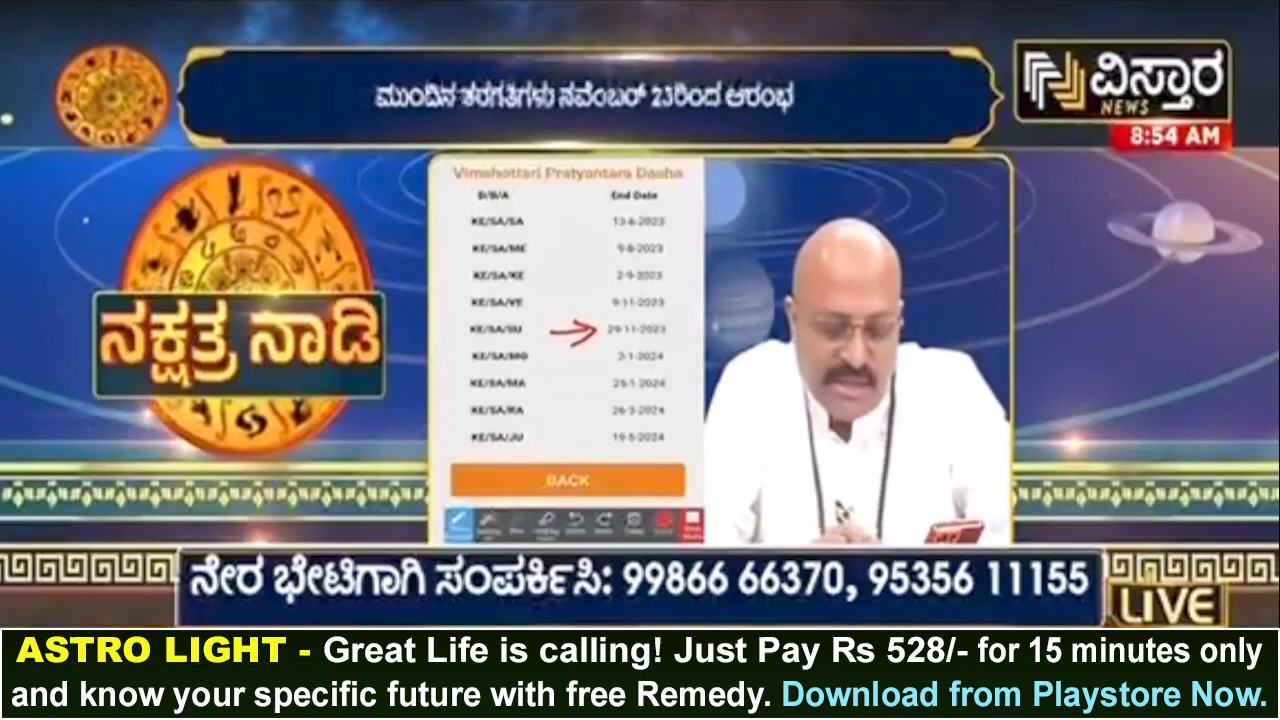 ಮುಂದಿನ ತರಗತಿಗಳು ನವೆಂಬರ್ 23ರಿಂದ ಆರಂಭ
ವಿಸ್ತಾರ
NEWS
8:54 AM
ನಕ್ಷತ್ರ ನಾಡಿ
Vimshottari Pratyantara Dasha
D/B/A End Date
KE/SA/SA 13-6-2023
KE/SA/ME 9-8-2023
KE/SA/KE 2-9-2023
KE/SA/VE 9-11-2023
KE/SA/SU 29-11-2023
KE/SA/MO 2-1-2024
KE/SA/MA 25-1-2024
KE/SA/RA 26-3-2024
KE/SA/JU 19-5-2024
BACK
ನೇರ ಭೇಟಿಗಾಗಿ ಸಂಪರ್ಕಿಸಿ: 99866 66370, 95356 11155
LIVE
ASTRO LIGHT - Great Life is calling! Just Pay Rs 528/- for 15 minutes only
and know your specific future with free Remedy. Download from Playstore Now.